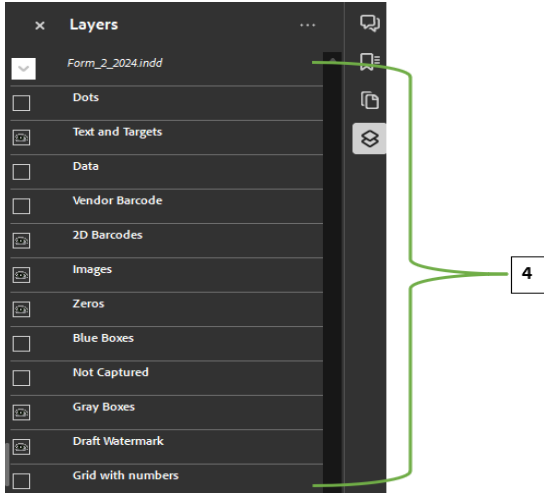 Layers
Form_2_2024.indd
Dots
Text and Targets
Data
Vendor Barcode
2D Barcodes
Images
Zeros
Blue Boxes
Not Captured
Gray Boxes
Draft Watermark
Grid with numbers
4